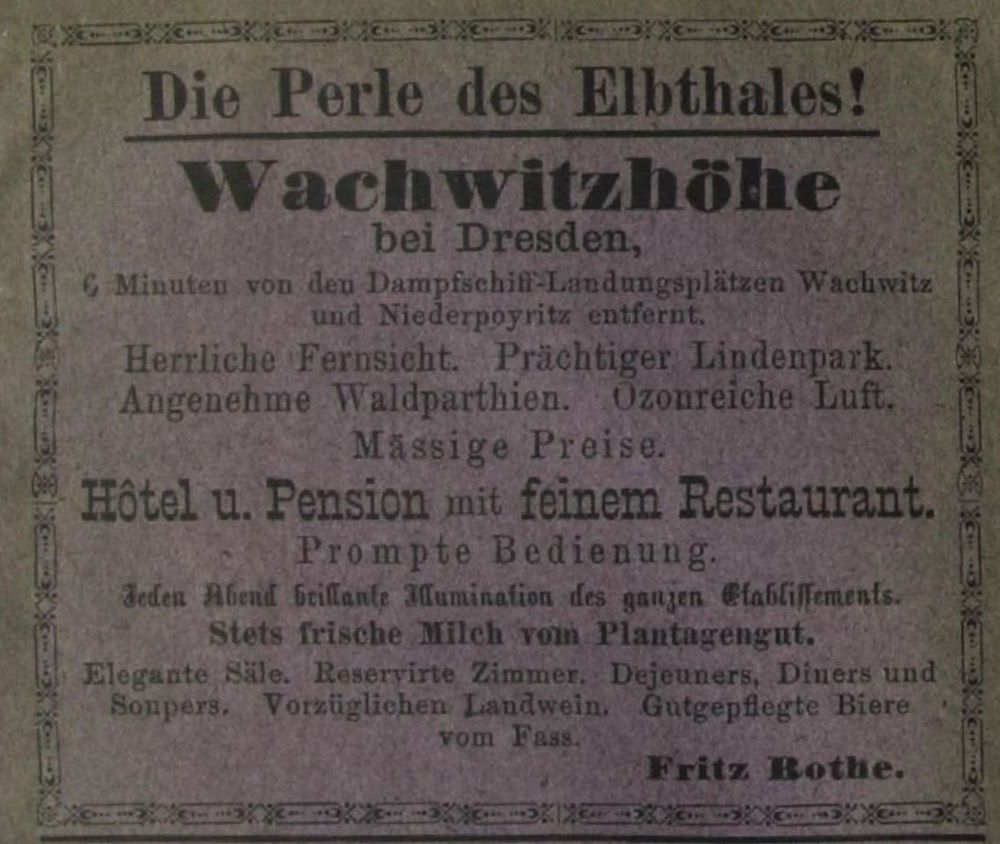 Die Perle des Elbthales!
Wachwitzhöhe
bei Dresden,
6 Minuten von den Dampfschiff-Landungsplätzen Wachwitz
und Niederpoyritz entfernt.
Herrliche Fernsicht. Prächtiger Lindenpark.
Angenehme Waldparthien. Ozonreiche Luft.
Mässige Preise.
Hôtel u. Pension mit feinem Restaurant.
Prompte Bedienung.
Jeden Abend brillante Illumination des ganzen Etablissements.
Stets frische Milch vom Plantagengut.
Elegante Säle. Reservirte Zimmer. Dejeuners, Diners und
Soupers. Vorzüglichen Landwein. Gutgepflegte Biere
vom Fass.
Fritz Rothe.